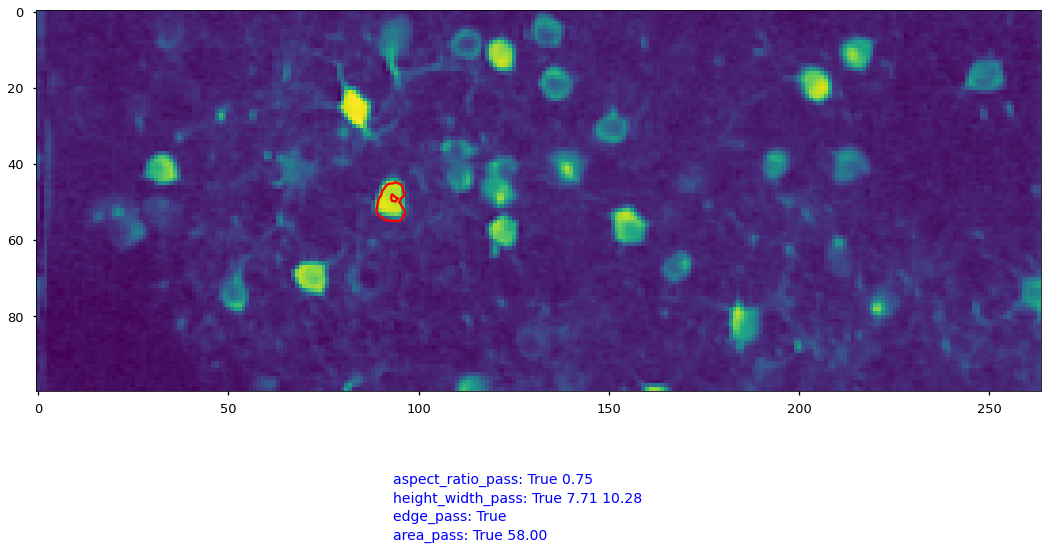 0
20
40
60
80
0 50 100 150 200 250
aspect_ratio_pass: True 0.75
height_width_pass: True 7.71 10.28
edge_pass: True
area_pass: True 58.00